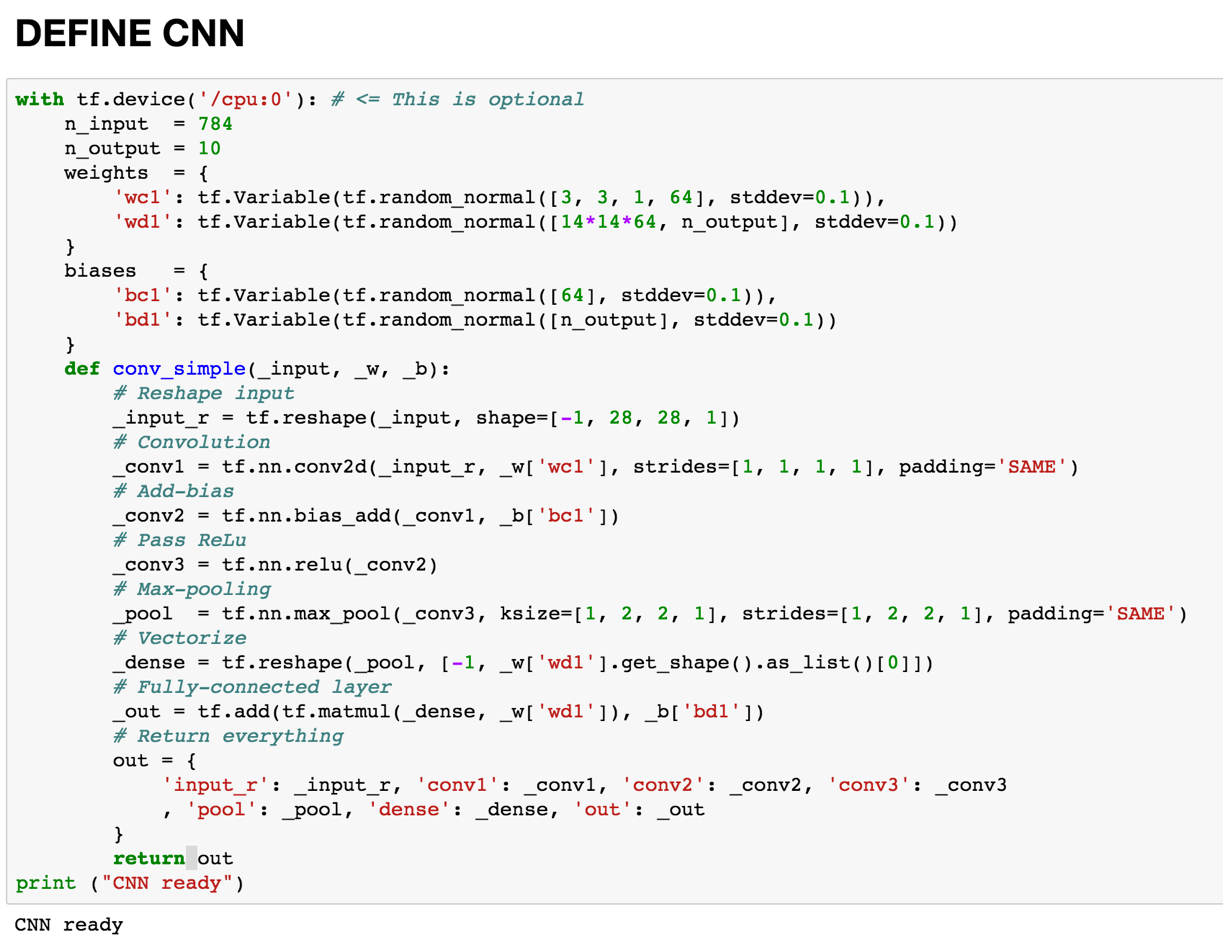 DEFINE CNN
with tf.device('/cpu:0'): # <= This is optional
    n_input  = 784
    n_output = 10
    weights  = {
        'wc1': tf.Variable(tf.random_normal([3, 3, 1, 64], stddev=0.1)),
        'wd1': tf.Variable(tf.random_normal([14*14*64, n_output], stddev=0.1))
    }
    biases   = {
        'bc1': tf.Variable(tf.random_normal([64], stddev=0.1)),
        'bd1': tf.Variable(tf.random_normal([n_output], stddev=0.1))
    }
    def conv_simple(_input, _w, _b):
        # Reshape input
        _input_r = tf.reshape(_input, shape=[-1, 28, 28, 1])
        # Convolution
        _conv1 = tf.nn.conv2d(_input_r, _w['wc1'], strides=[1, 1, 1, 1], padding='SAME')
        # Add-bias
        _conv2 = tf.nn.bias_add(_conv1, _b['bc1'])
        # Pass ReLu
        _conv3 = tf.nn.relu(_conv2)
        # Max-pooling
        _pool  = tf.nn.max_pool(_conv3, ksize=[1, 2, 2, 1], strides=[1, 2, 2, 1], padding='SAME')
        # Vectorize
        _dense = tf.reshape(_pool, [-1, _w['wd1'].get_shape().as_list()[0]])
        # Fully-connected layer
        _out = tf.add(tf.matmul(_dense, _w['wd1']), _b['bd1'])
        # Return everything
        out = {
            'input_r': _input_r, 'conv1': _conv1, 'conv2': _conv2, 'conv3': _conv3
            , 'pool': _pool, 'dense': _dense, 'out': _out
        }
        return out
print ("CNN ready")
CNN ready